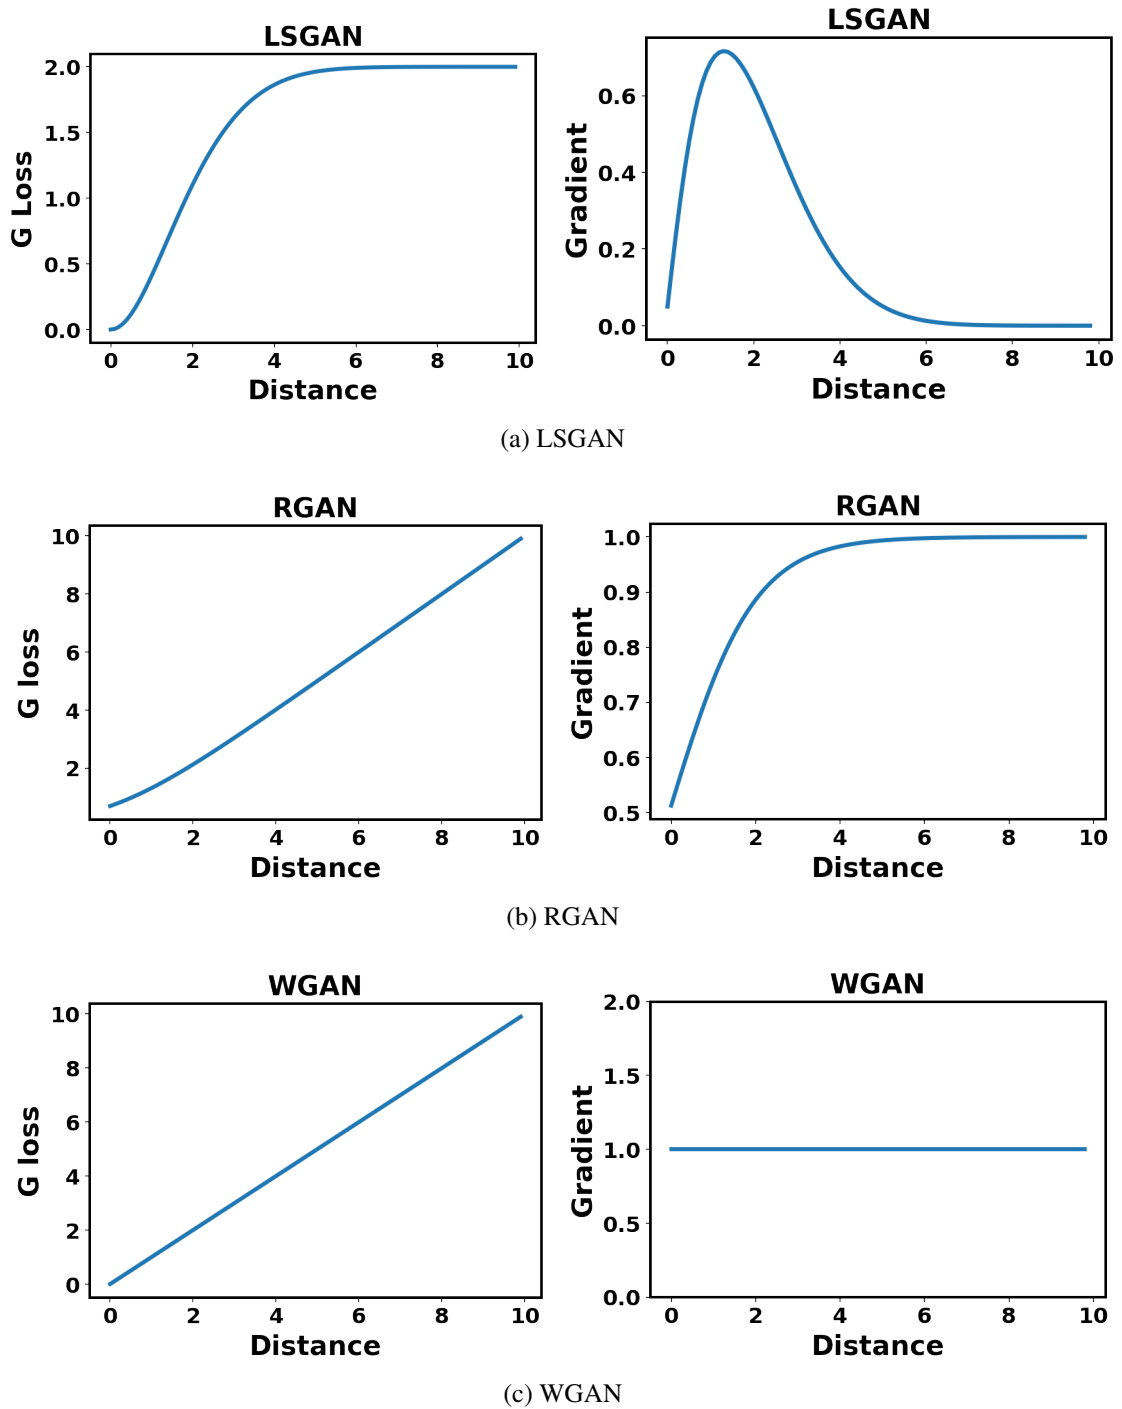 LSGAN
G Loss
2.0
1.5
1.0
0.5
0.0
0 2 4 6 8 10
Distance
LSGAN
Gradient
0.6
0.4
0.2
0.0
0 2 4 6 8 10
Distance
(a) LSGAN
RGAN
G loss
10
8
6
4
2
0 2 4 6 8 10
Distance
RGAN
Gradient
1.0
0.9
0.8
0.7
0.6
0.5
0 2 4 6 8 10
Distance
(b) RGAN
WGAN
G loss
10
8
6
4
2
0
0 2 4 6 8 10
Distance
WGAN
Gradient
2.0
1.5
1.0
0.5
0.0
0 2 4 6 8 10
Distance
(c) WGAN